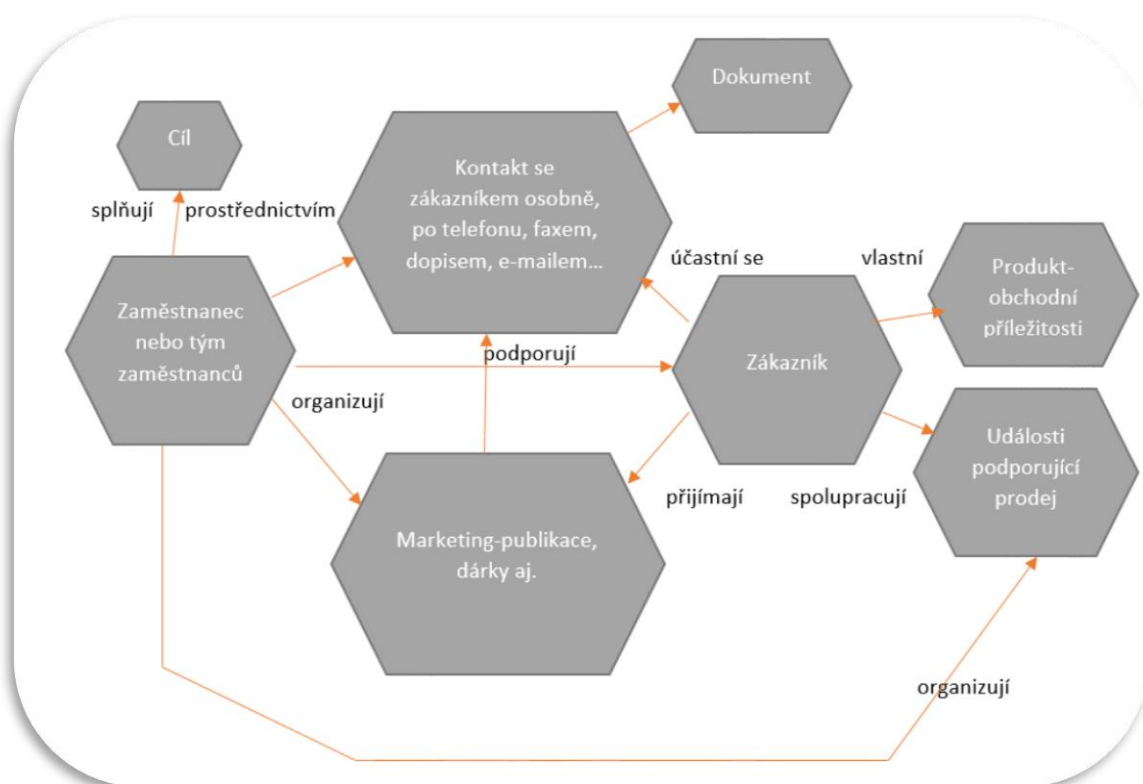 Dokument
Cíl
Kontakt se
zákazníkem osobně,
po telefonu, faxem,
dopisem, e-mailem…
splňují
prostřednictvím
účastní se
vlastní
Produkt-
obchodní
příležitosti
Zaměstnanec
nebo tým
zaměstnanců
podporují
Zákazník
organizují
Události
podporující
prodej
přijímají
spolupracují
Marketing-publikace,
dárky aj.
organizují